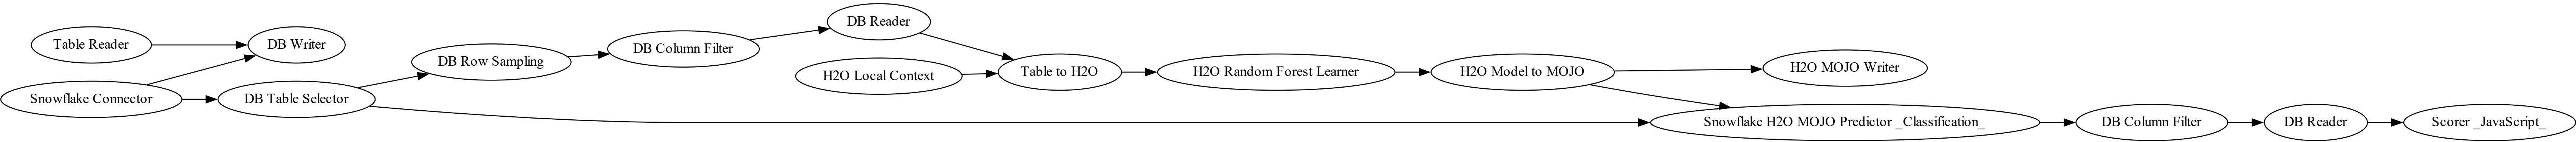 Table Reader
DB Writer
Snowflake Connector
DB Table Selector
DB Row Sampling
DB Column Filter
DB Reader
H2O Local Context
Table to H2O
H2O Random Forest Learner
H2O Model to MOJO
H2O MOJO Writer
Snowflake H2O MOJO Predictor _Classification_
DB Column Filter
DB Reader
Scorer _JavaScript_